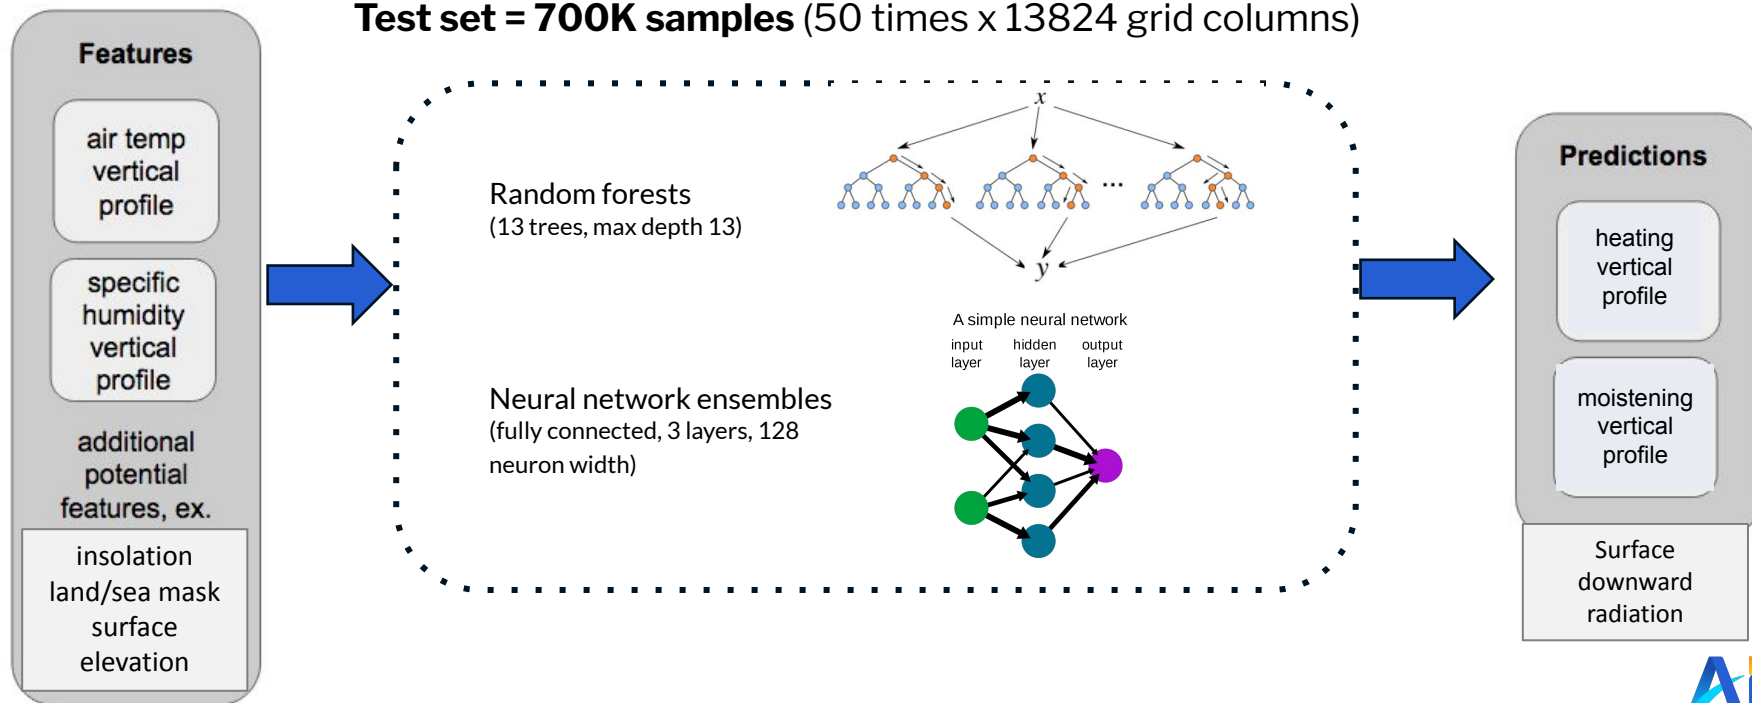 Test set = 700K samples (50 times x 13824 grid columns)
Features
air temp
vertical
profile
specific
humidity
vertical
profile
additional
potential
features, ex.
insolation
land/sea mask
surface
elevation
Random forests
(13 trees, max depth 13)
x
...
y
Neural network ensembles
(fully connected, 3 layers, 128
neuron width)
A simple neural network
input
layer
hidden
layer
output
layer
Predictions
heating
vertical
profile
moistening
vertical
profile
Surface
downward
radiation